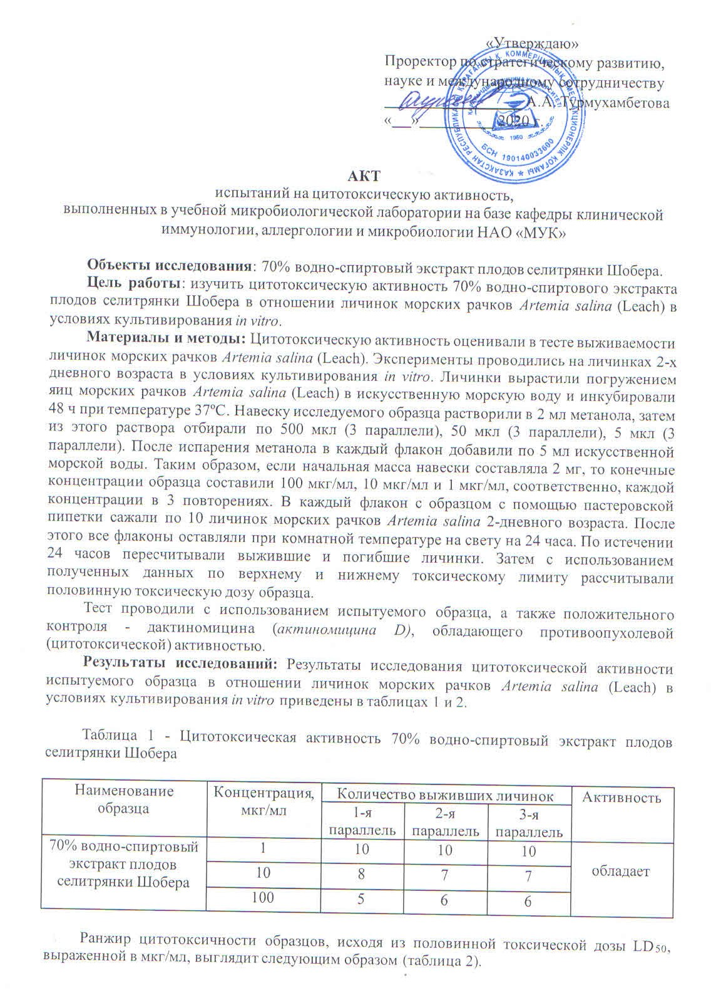 «Утверждаю»
Проректор по стратегическому развитию,
науке и международному сотрудничеству
А.А. Турмухамбетова
«___»__________ 2020 г.
ҚАЗАҚСТАН РЕСПУБЛИКАСЫ, ҚАРАҒАНДЫ Қ. КОММЕРЦИЯЛЫҚ ЕМЕС АКЦИОНЕРЛІК ҚОҒАМЫ
1950
БСН 190140033600
АКТ
испытаний на цитотоксическую активность,
выполненных в учебной микробиологической лаборатории на базе кафедры клинической
иммунологии, аллергологии и микробиологии НАО «МУК»
Объекты исследования: 70% водно-спиртовый экстракт плодов селитрянки Шобера.
Цель работы: изучить цитотоксическую активность 70% водно-спиртового экстракта
плодов селитрянки Шобера в отношении личинок морских рачков Artemia salina (Leach) в
условиях культивирования in vitro.
Материалы и методы: Цитотоксическую активность оценивали в тесте выживаемости
личинок морских рачков Artemia salina (Leach). Эксперименты проводились на личинках 2-х
дневного возраста в условиях культивирования in vitro. Личинки вырастили погружением
яиц морских рачков Artemia salina (Leach) в искусственную морскую воду и инкубировали
48 ч при температуре 37ºС. Навеску исследуемого образца растворили в 2 мл метанола, затем
из этого раствора отбирали по 500 мкл (3 параллели), 50 мкл (3 параллели), 5 мкл (3
параллели). После испарения метанола в каждый флакон добавили по 5 мл искусственной
морской воды. Таким образом, если начальная масса навески составляла 2 мг, то конечные
концентрации образца составили 100 мкг/мл, 10 мкг/мл и 1 мкг/мл, соответственно, каждой
концентрации в 3 повторениях. В каждый флакон с образцом с помощью пастеровской
пипетки сажали по 10 личинок морских рачков Artemia salina 2-дневного возраста. После
этого все флаконы оставляли при комнатной температуре на свету на 24 часа. По истечении
24 часов пересчитывали выжившие и погибшие личинки. Затем с использованием
полученных данных по верхнему и нижнему токсическому лимиту рассчитывали
половинную токсическую дозу образца.
Тест проводили с использованием испытуемого образца, а также положительного
контроля - дактиномицина (актиномицина D), обладающего противоопухолевой
(цитотоксической) активностью.
Результаты исследований: Результаты исследования цитотоксической активности
испытуемого образца в отношении личинок морских рачков Artemia salina (Leach) в
условиях культивирования in vitro приведены в таблицах 1 и 2.
Таблица 1 - Цитотоксическая активность 70% водно-спиртовый экстракт плодов
селитрянки Шобера
Наименование образца Концентрация, мкг/мл Количество выживших личинок Активность
1-я параллель 2-я параллель 3-я параллель
70% водно-спиртовый экстракт плодов селитрянки Шобера 1 10 10 10 обладает
10 8 7 7
100 5 6 6
Ранжир цитотоксичности образцов, исходя из половинной токсической дозы LD50,
выраженной в мкг/мл, выглядит следующим образом (таблица 2).